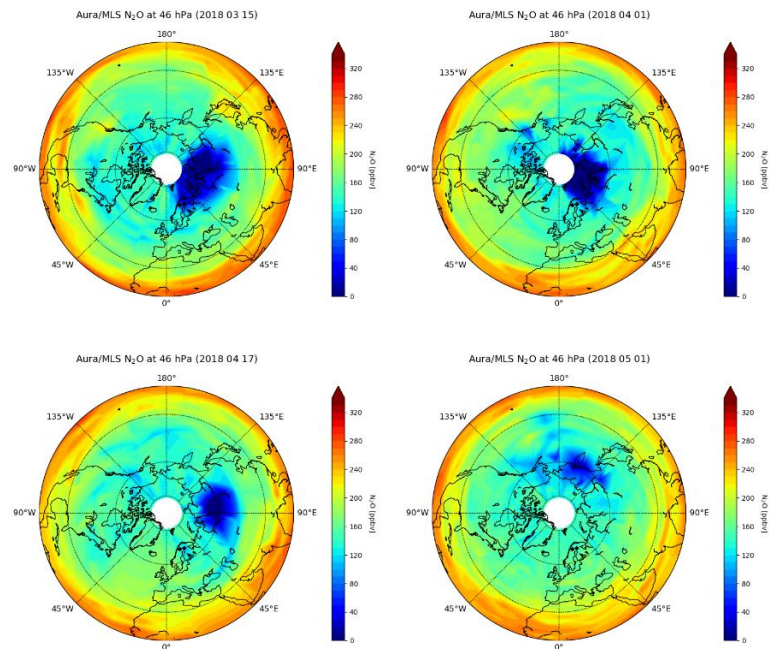 Aura/MLS N₂O at 46 hPa (2018 03 15)
180°
135°W
135°E
90°W
90°E
45°W
45°E
0°
320
280
240
200
160
120
80
40
0
N₂O [ppbv]
Aura/MLS N₂O at 46 hPa (2018 04 01)
180°
135°W
135°E
90°W
90°E
45°W
45°E
0°
320
280
240
200
160
120
80
40
0
N₂O [ppbv]
Aura/MLS N₂O at 46 hPa (2018 04 17)
180°
135°W
135°E
90°W
90°E
45°W
45°E
0°
320
280
240
200
160
120
80
40
0
N₂O [ppbv]
Aura/MLS N₂O at 46 hPa (2018 05 01)
180°
135°W
135°E
90°W
90°E
45°W
45°E
0°
320
280
240
200
160
120
80
40
0
N₂O [ppbv]